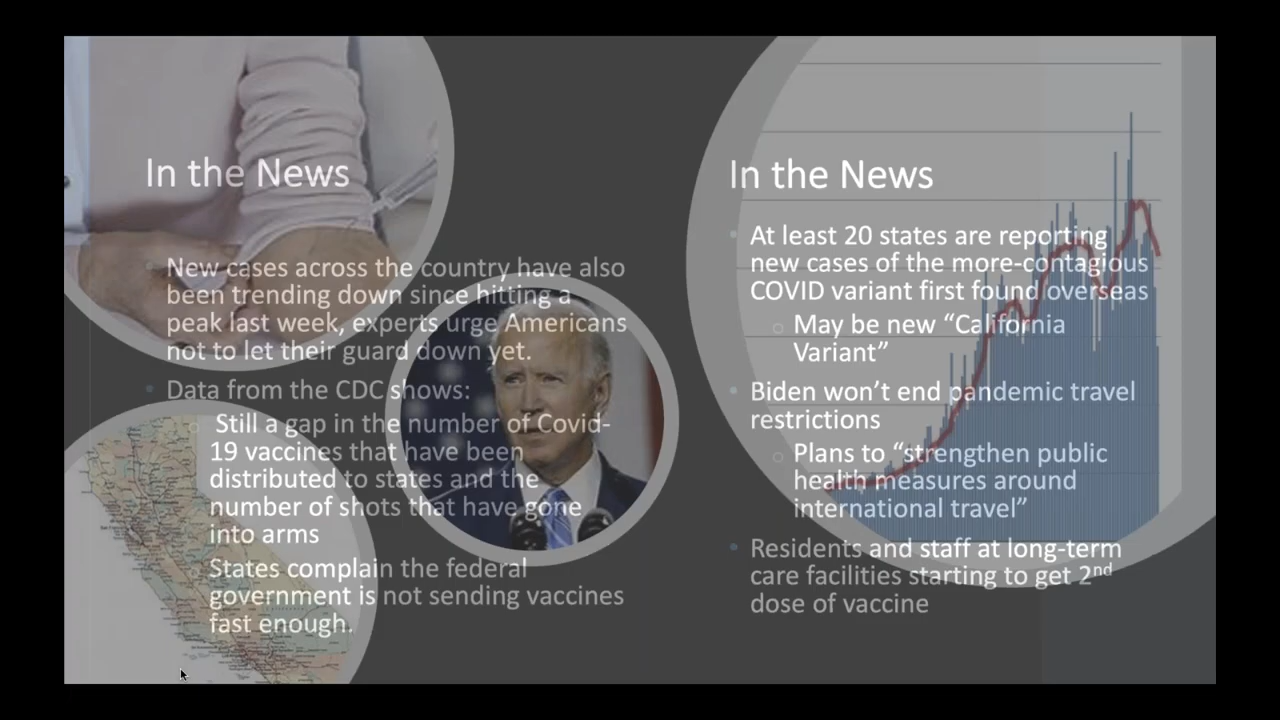 In the News
New cases across the country have also
been trending down since hitting a
peak last week, experts urge Americans
not to let their guard down yet.
Data from the CDC shows:
Still a gap in the number of Covid-
19 vaccines that have been
distributed to states and the
number of shots that have gone
into arms
States complain the federal
government is not sending vaccines
fast enough.
In the News
At least 20 states are reporting
new cases of the more-contagious
COVID variant first found overseas
May be new “California
Variant”
Biden won’t end pandemic travel
restrictions
Plans to “strengthen public
health measures around
international travel”
Residents and staff at long-term
care facilities starting to get 2nd
dose of vaccine